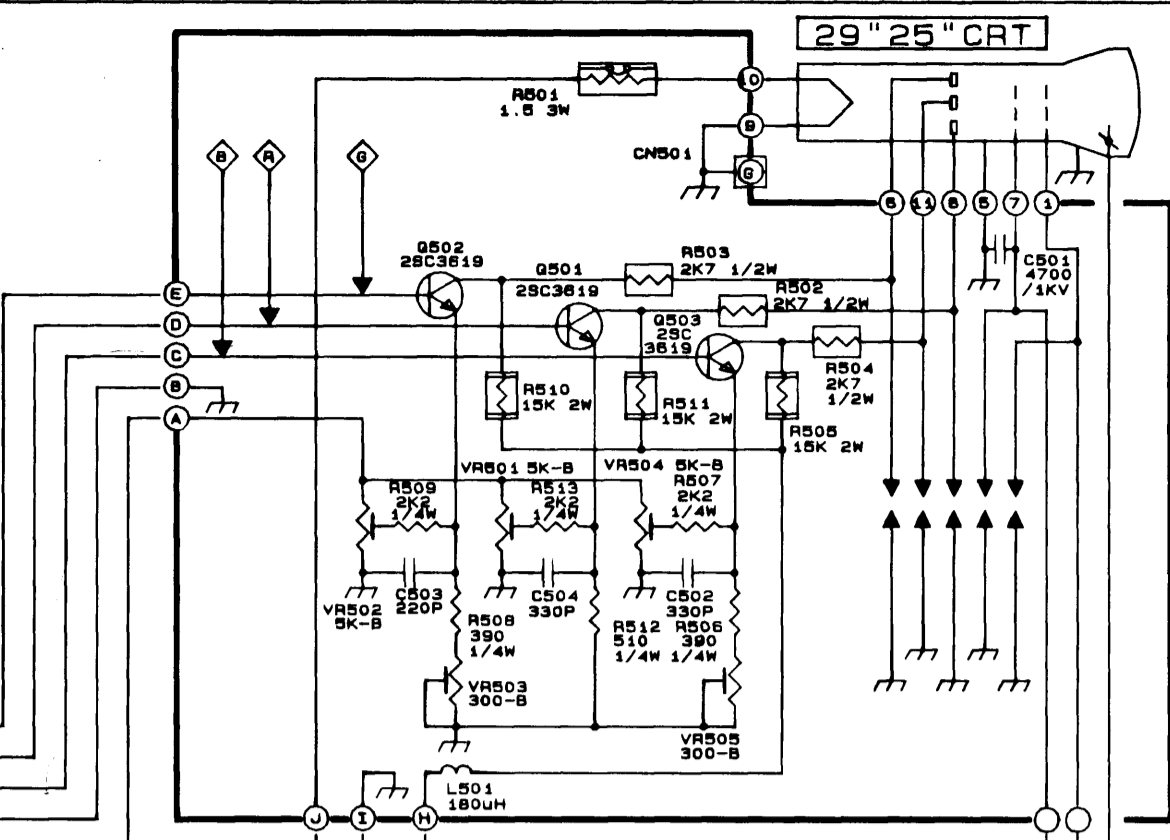 29"25"CRT
R501
1.5 3W
10
9
CN501
G
B
R
G
6
11
8
5
7
1
Q502
2SC3619
Q501
2SC3619
R503
2K7 1/2W
R502
2K7 1/2W
C501
4700
/1KV
Q503
2SC
3619
E
D
C
B
A
R504
2K7
1/2W
R510
15K 2W
R511
15K 2W
R505
15K 2W
VR501 5K-B
VR504 5K-B
R509
2K2
1/4W
R513
2K2
1/4W
R507
2K2
1/4W
C503
220P
C504
330P
C502
330P
VR502
5K-B
R508
390
1/4W
R512
510
1/4W
R506
390
1/4W
VR503
300-B
VR505
300-B
L501
180uH
J
I
H